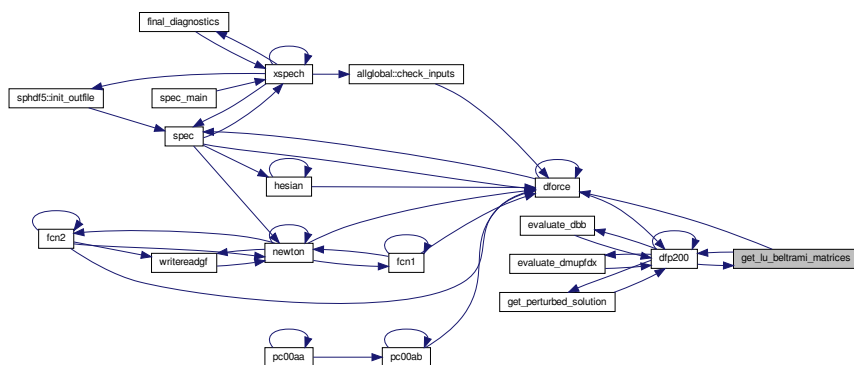 final_diagnostics
xspech
allglobal::check_inputs
sphdf5::init_outfile
spec_main
spec
hesian
dforce
evaluate_dbb
fcn2
newton
writereadgf
fcn1
evaluate_dmupfdx
dfp200
get_lu_beltrami_matrices
get_perturbed_solution
pc00aa
pc00ab